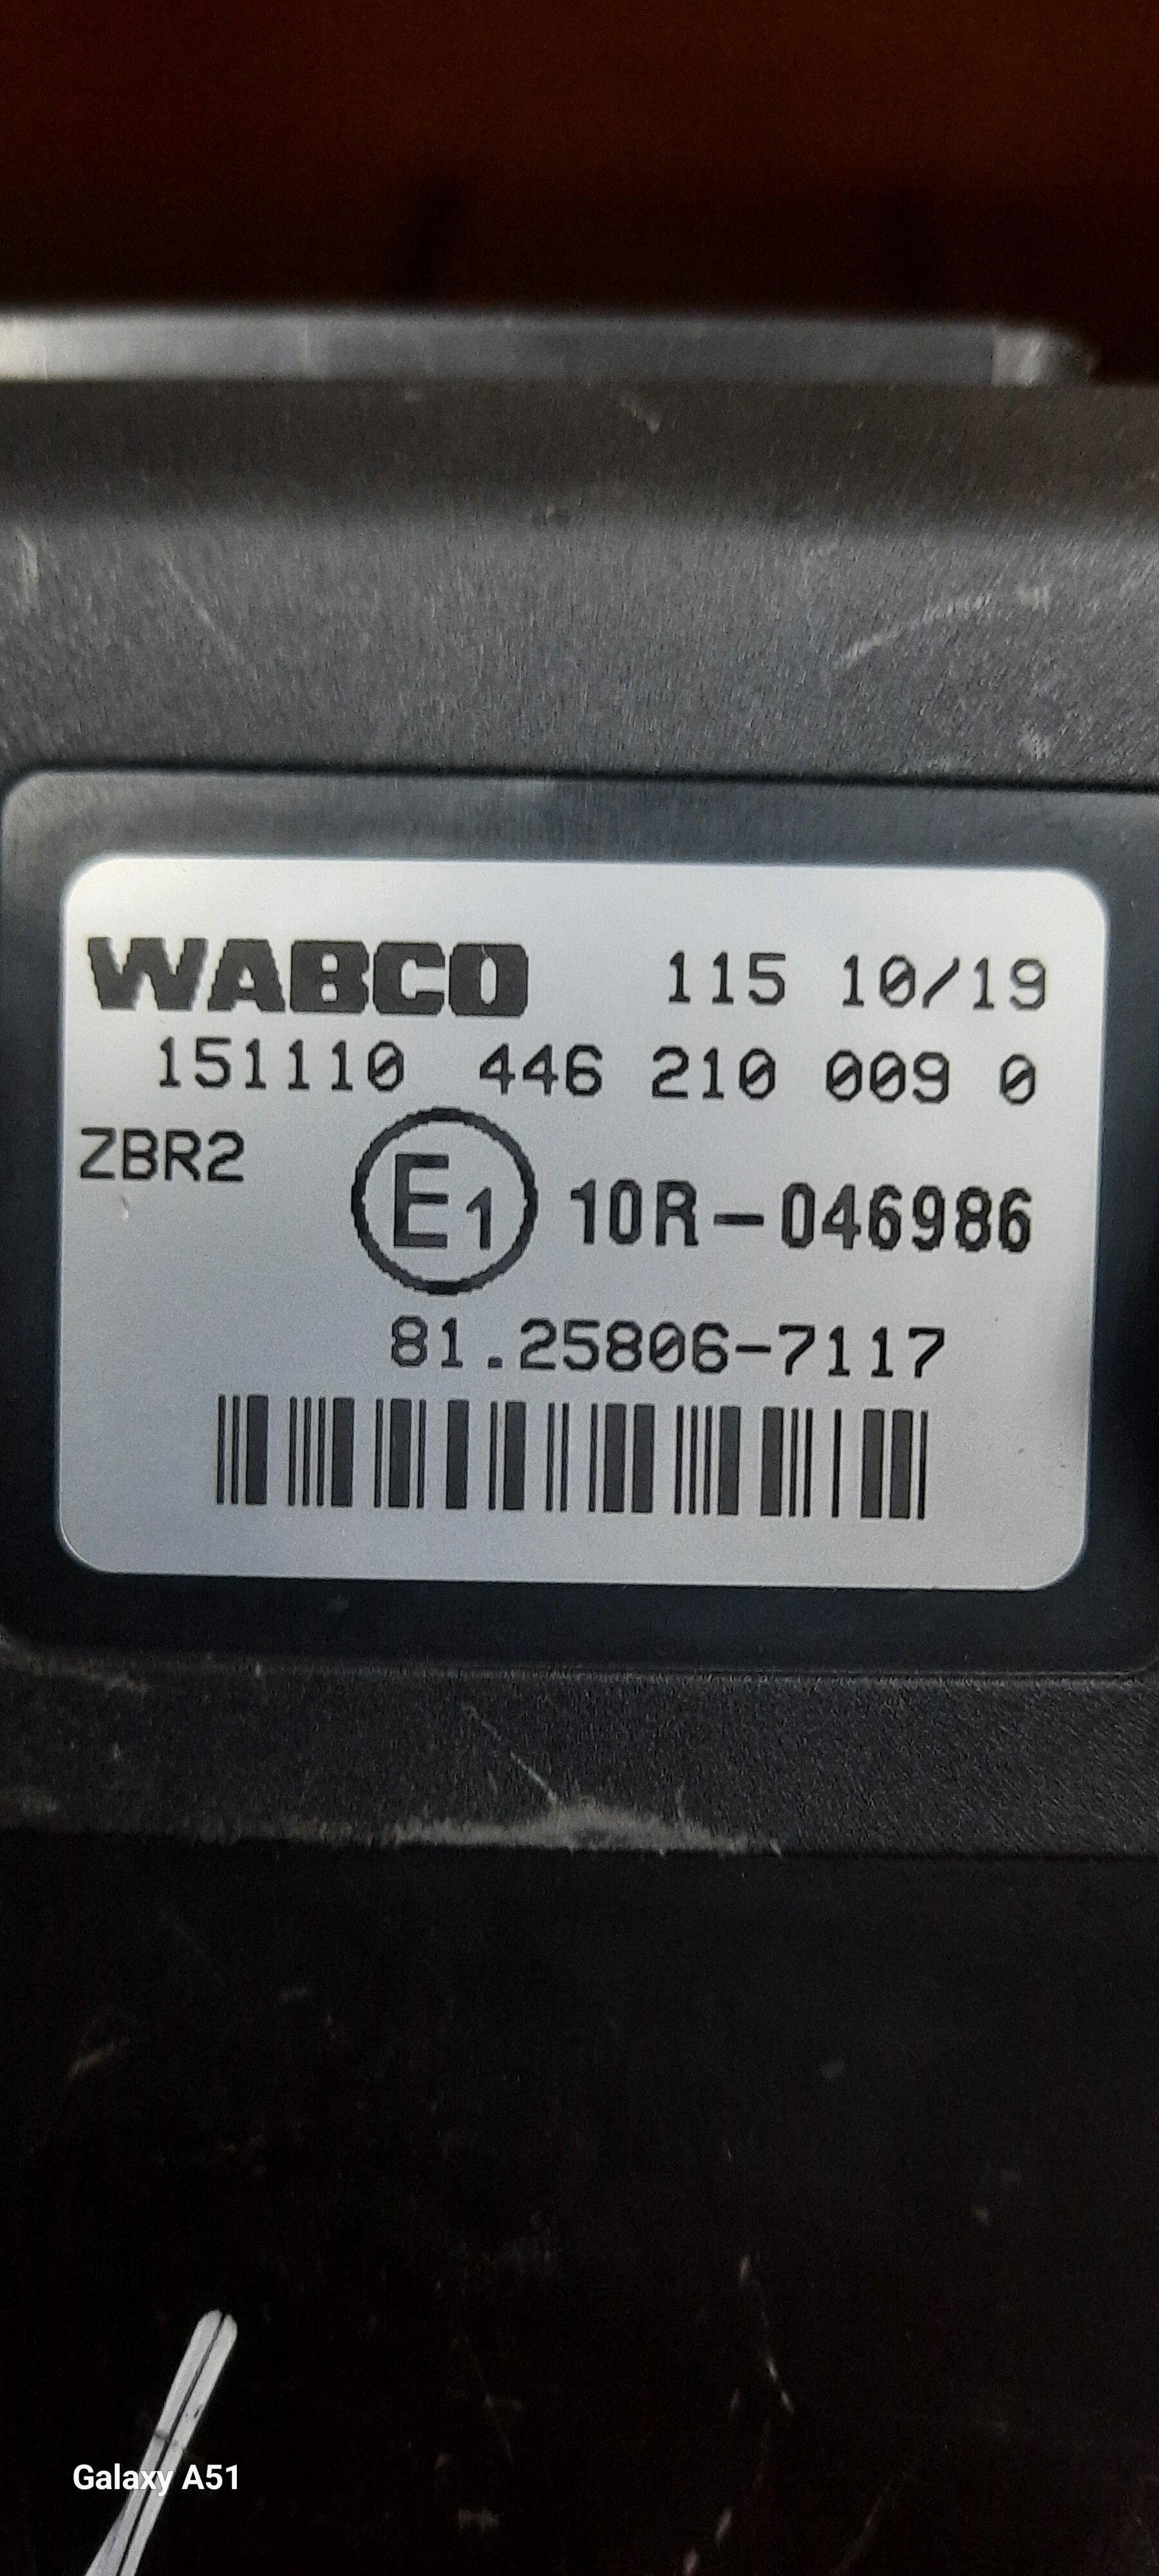 WABCO 115 10/19
151110 446 210 009 0
ZBR2
E1 10R-046986
81.25806-7117
Galaxy A51